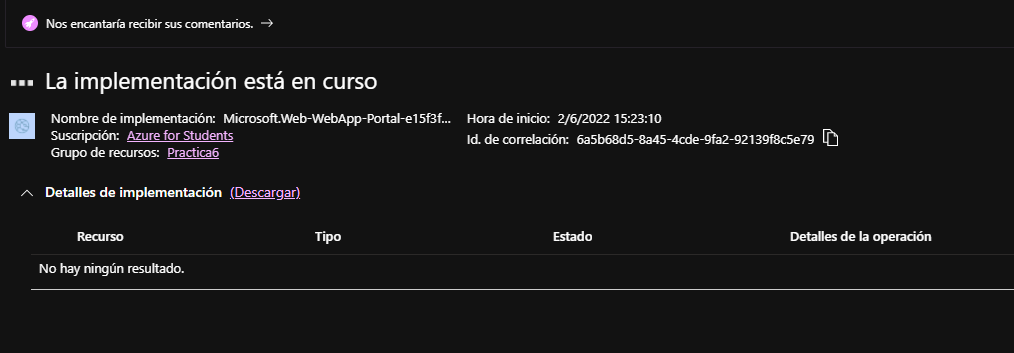 Nos encantaría recibir sus comentarios. →
La implementación está en curso
Nombre de implementación: Microsoft.Web-WebApp-Portal-e15f3f...
Suscripción: Azure for Students
Grupo de recursos: Practica6
Hora de inicio: 2/6/2022 15:23:10
Id. de correlación: 6a5b68d5-8a45-4cde-9fa2-92139f8c5e79
Detalles de implementación (Descargar)
Recurso Tipo Estado Detalles de la operación
No hay ningún resultado.